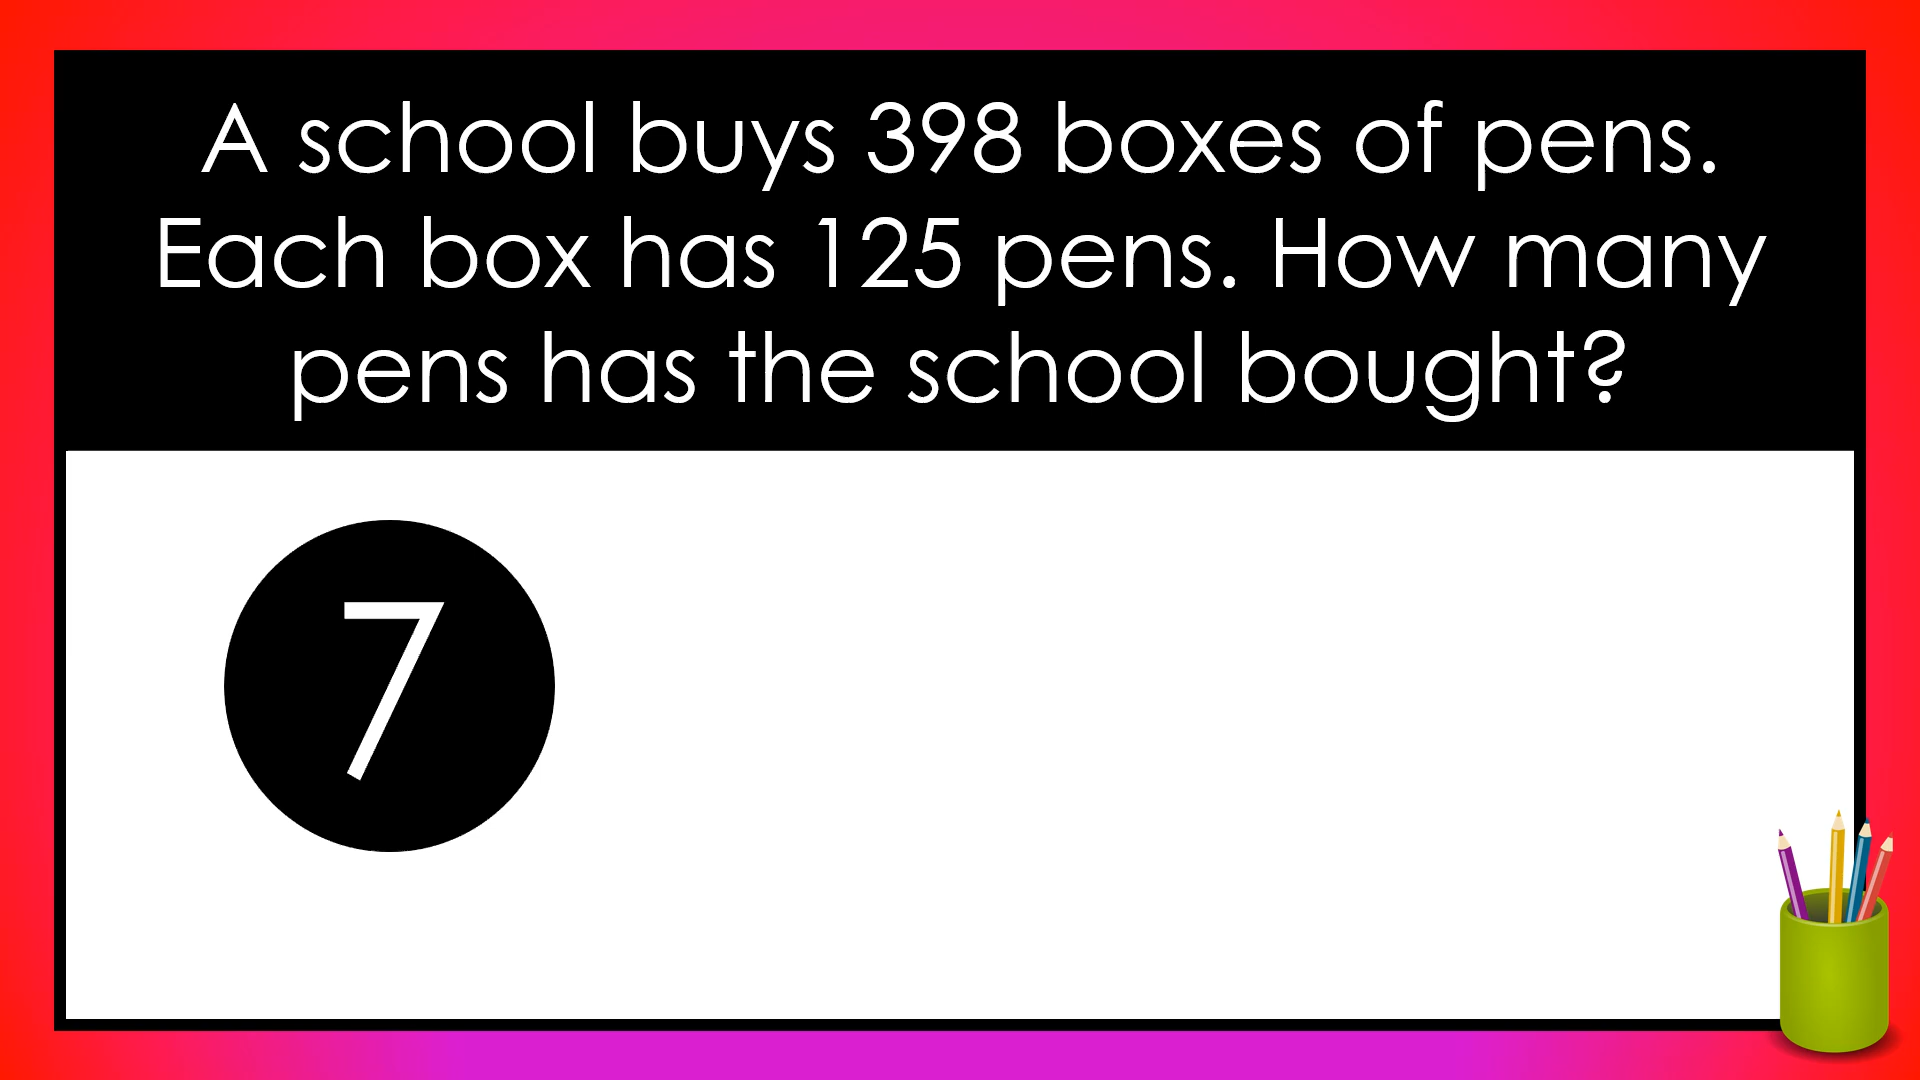 A school buys 398 boxes of pens.
Each box has 125 pens. How many
pens has the school bought?
7